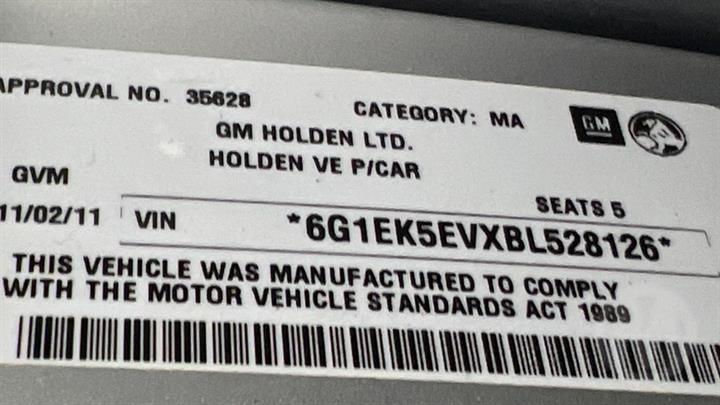 APPROVAL NO. 35628 CATEGORY: MA GM
GM HOLDEN LTD.
HOLDEN VE P/CAR
GVM SEATS 5
11/02/11 VIN *6G1EK5EVXBL528126*
THIS VEHICLE WAS MANUFACTURED TO COMPLY
WITH THE MOTOR VEHICLE STANDARDS ACT 1989